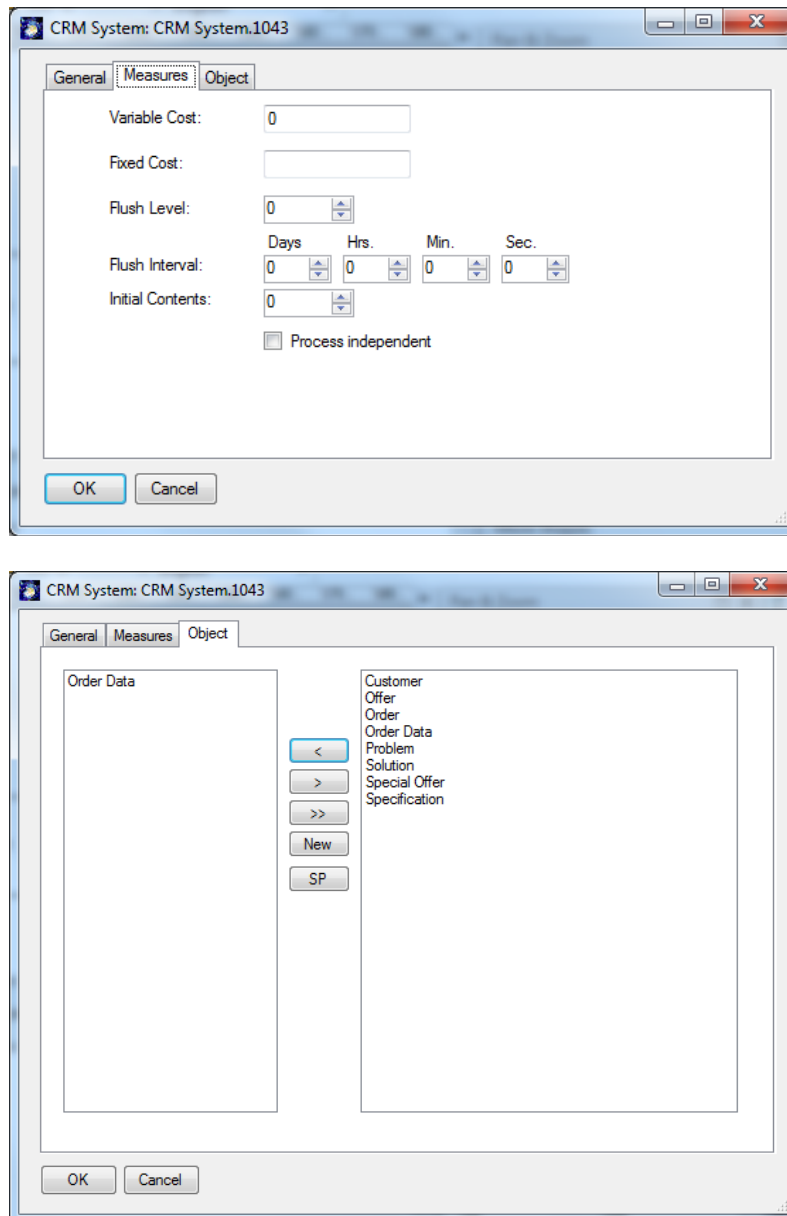 CRM System: CRM System.1043
General Measures Object
Variable Cost: 0
Fixed Cost:
Flush Level: 0
Days Hrs. Min. Sec.
Flush Interval: 0 0 0 0
Initial Contents: 0
Process independent
OK Cancel
CRM System: CRM System.1043
General Measures Object
Order Data
Customer
Offer
Order
Order Data
Problem
Solution
Special Offer
Specification
<
>
>>
New
SP
OK Cancel